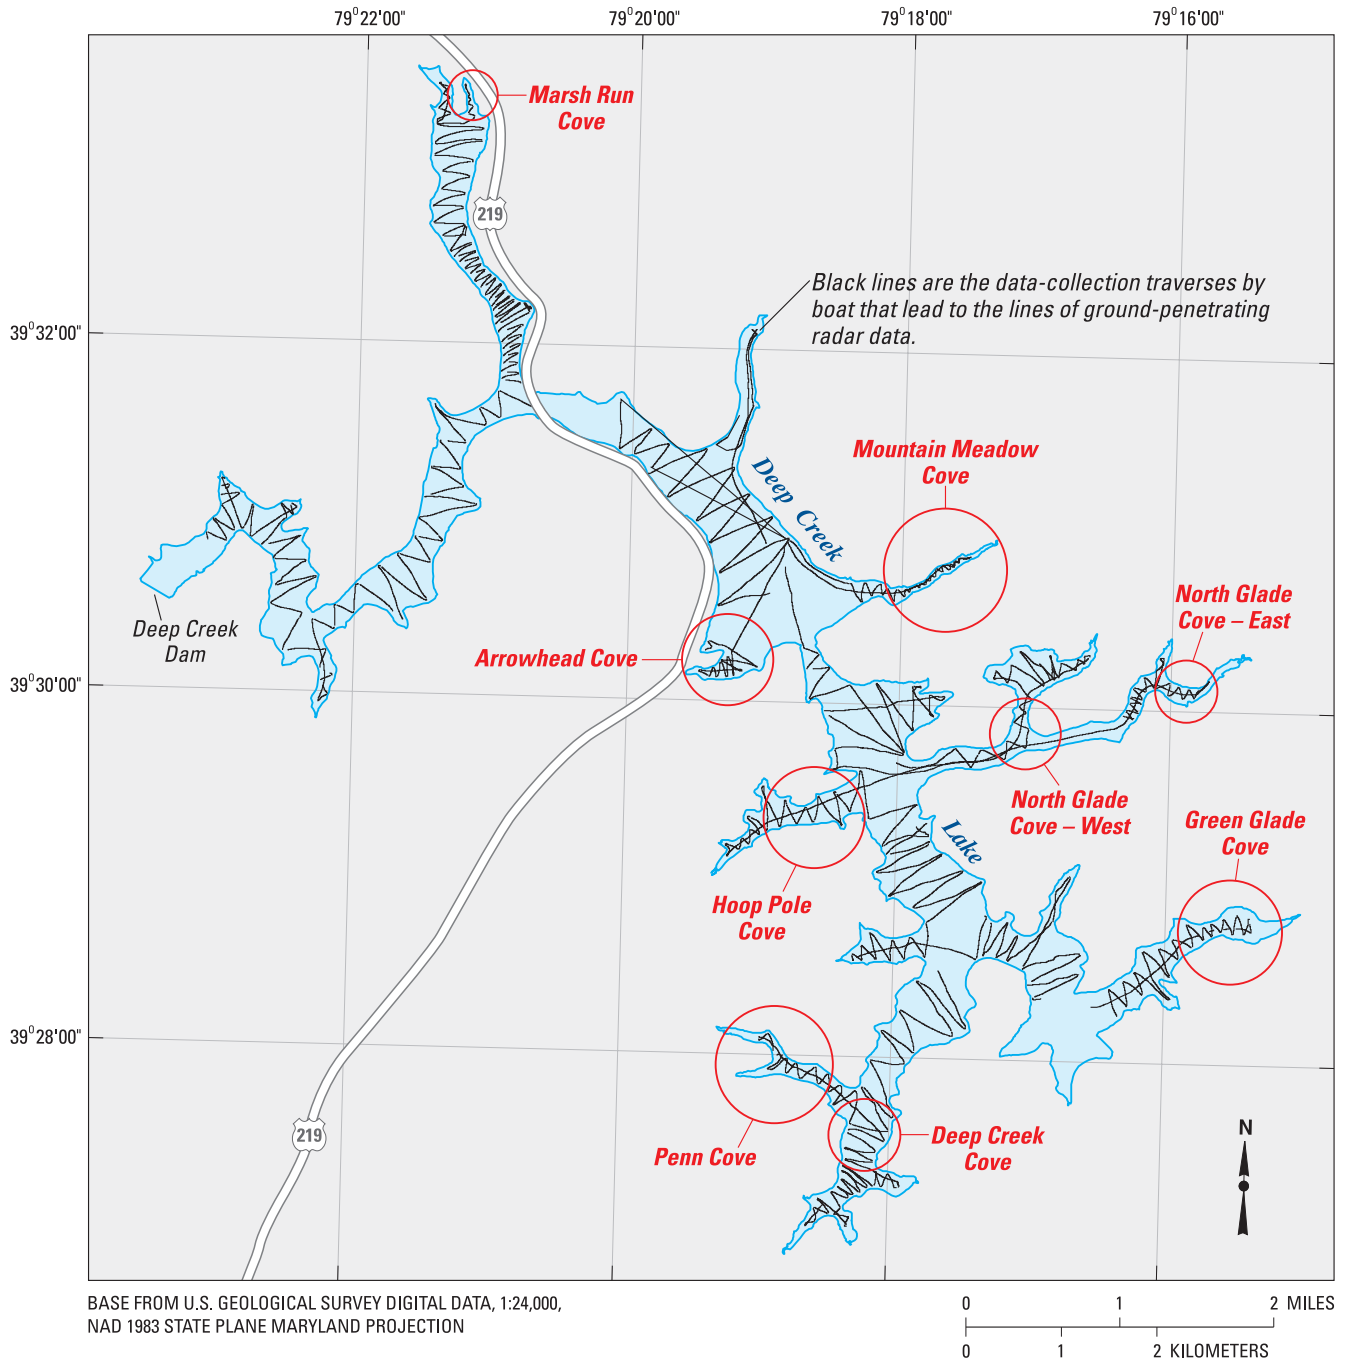 79°22'00"
79°20'00"
79°18'00"
79°16'00"
Marsh Run
Cove
219
Black lines are the data-collection traverses by
boat that lead to the lines of ground-penetrating
radar data.
39°32'00"
Mountain Meadow
Cove
Deep Creek
North Glade
Cove – East
Deep Creek
Dam
Arrowhead Cove
39°30'00"
North Glade
Cove – West
Green Glade
Cove
Lake
Hoop Pole
Cove
39°28'00"
219
Penn Cove
Deep Creek
Cove
N
BASE FROM U.S. GEOLOGICAL SURVEY DIGITAL DATA, 1:24,000,
NAD 1983 STATE PLANE MARYLAND PROJECTION
0 1 2 MILES
0 1 2 KILOMETERS